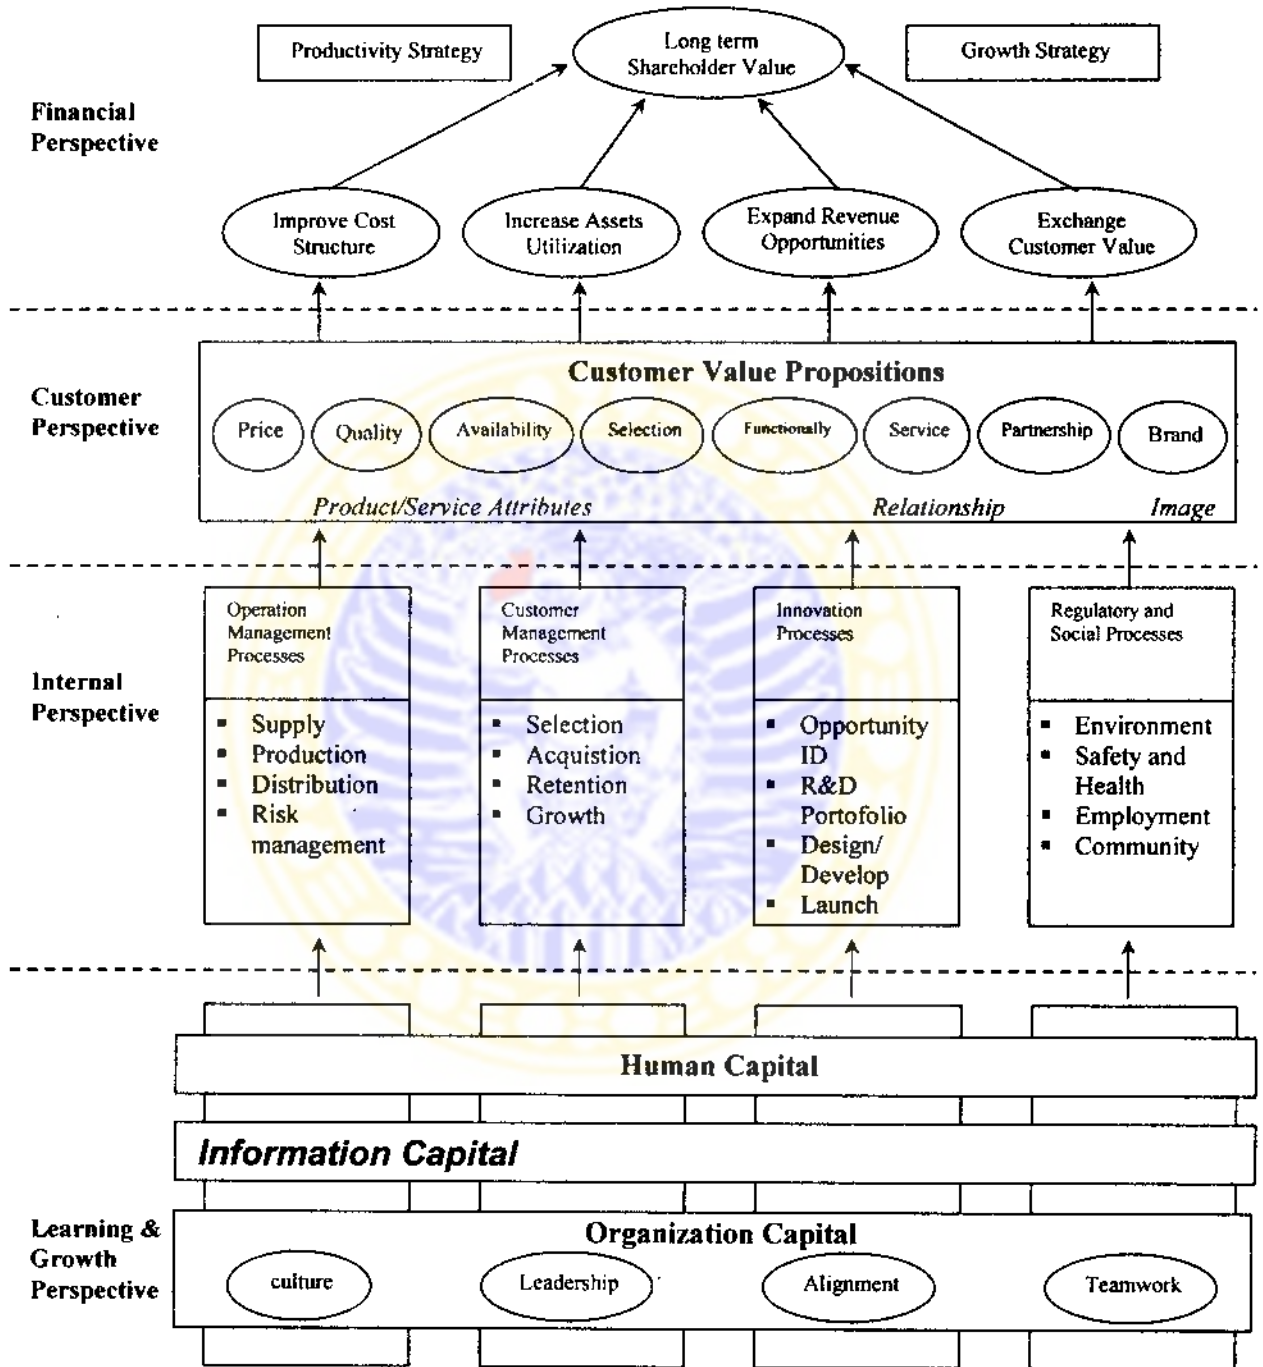 Productivity Strategy
Long term
Shareholder Value
Growth Strategy
Financial
Perspective
Improve Cost
Structure
Increase Assets
Utilization
Expand Revenue
Opportunities
Exchange
Customer Value
Customer
Perspective
Customer Value Propositions
Price
Quality
Availability
Selection
Functionally
Service
Partnership
Brand
Product/Service Attributes
Relationship
Image
Internal
Perspective
Operation
Management
Processes
▪ Supply
▪ Production
▪ Distribution
▪ Risk
management
Customer
Management
Processes
▪ Selection
▪ Acquistion
▪ Retention
▪ Growth
Innovation
Processes
▪ Opportunity
ID
▪ R&D
Portofolio
▪ Design/
Develop
▪ Launch
Regulatory and
Social Processes
▪ Environment
▪ Safety and
Health
▪ Employment
▪ Community
Human Capital
Information Capital
Learning &
Growth
Perspective
Organization Capital
culture
Leadership
Alignment
Teamwork